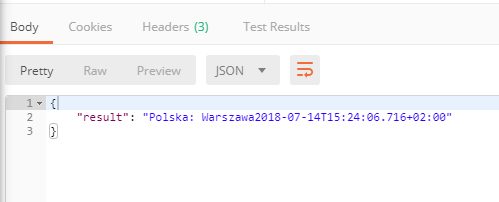 Body Cookies Headers (3) Test Results
Pretty Raw Preview JSON
1 {
2 "result": "Polska: Warszawa2018-07-14T15:24:06.716+02:00"
3 }